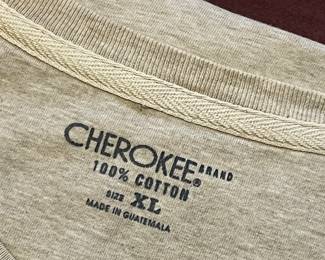 CHEROKEE® BRAND
100% COTTON
SIZE XL
MADE IN GUATEMALA